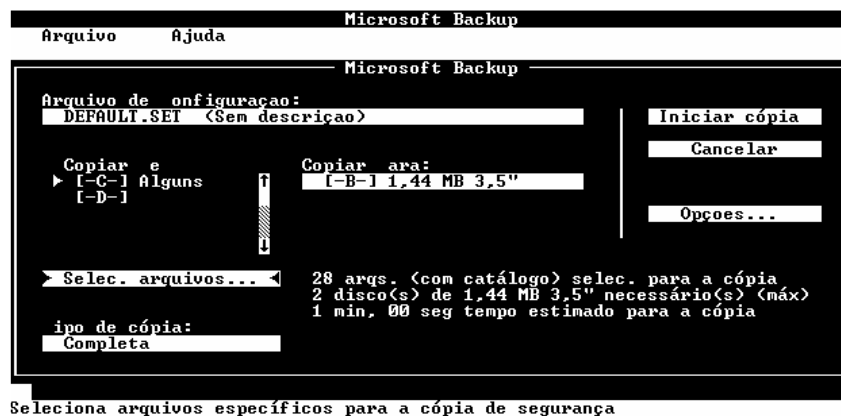 Microsoft Backup
Arquivo Ajuda
Microsoft Backup
Arquivo de onfiguraçao:
DEFAULT.SET (Sem descriçao)
Iniciar cópia
Cancelar
Copiar e
Copiar ara:
[-C-] Alguns
[-B-] 1,44 MB 3,5"
[-D-]
Opçoes...
Selec. arquivos...
28 arqs. (com catálogo) selec. para a cópia
2 disco(s) de 1,44 MB 3,5" necessário(s) (máx)
1 min, 00 seg tempo estimado para a cópia
ipo de cópia:
Completa
Seleciona arquivos específicos para a cópia de segurança